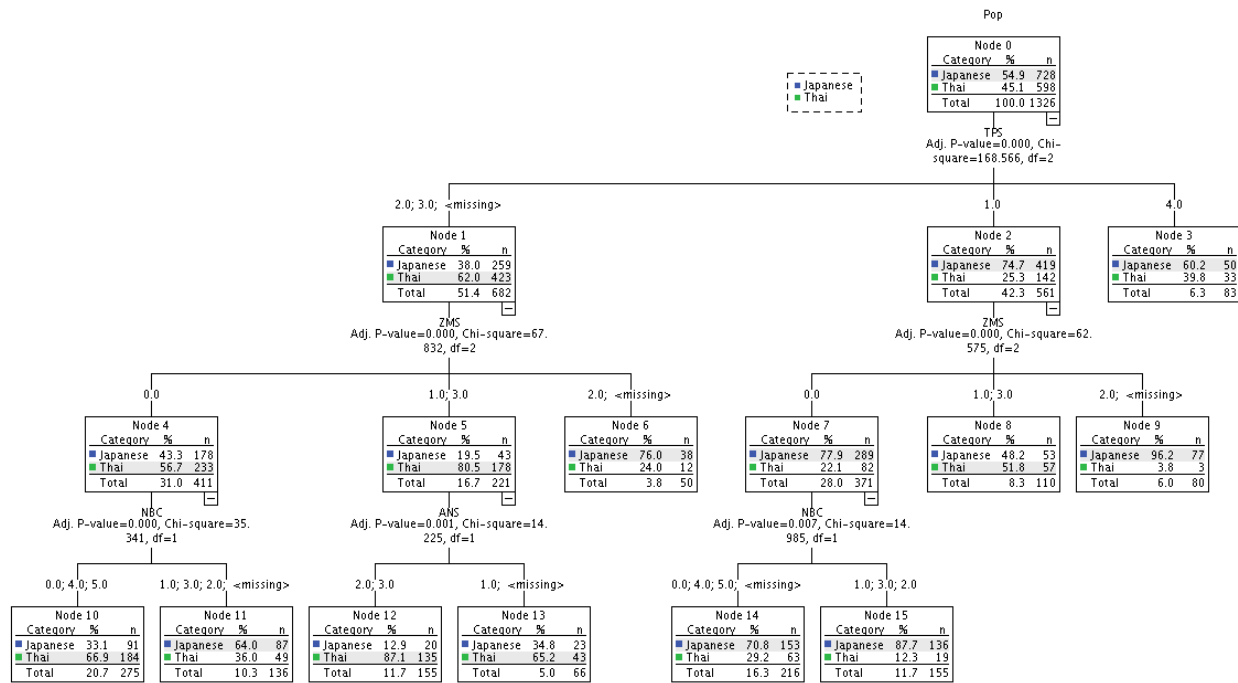 Pop
Node 0
Category % n
Japanese 54.9 728
Thai 45.1 598
Total 100.0 1326
Japanese
Thai
TPS
Adj. P-value=0.000, Chi-
square=168.566, df=2
2.0; 3.0; <missing>
1.0
4.0
Node 1
Category % n
Japanese 38.0 259
Thai 62.0 423
Total 51.4 682
Node 2
Category % n
Japanese 74.7 419
Thai 25.3 142
Total 42.3 561
Node 3
Category % n
Japanese 60.2 50
Thai 39.8 33
Total 6.3 83
ZMS
Adj. P-value=0.000, Chi-square=67.
832, df=2
ZMS
Adj. P-value=0.000, Chi-square=62.
575, df=2
0.0
1.0; 3.0
2.0; <missing>
0.0
1.0; 3.0
2.0; <missing>
Node 4
Category % n
Japanese 43.3 178
Thai 56.7 233
Total 31.0 411
Node 5
Category % n
Japanese 19.5 43
Thai 80.5 178
Total 16.7 221
Node 6
Category % n
Japanese 76.0 38
Thai 24.0 12
Total 3.8 50
Node 7
Category % n
Japanese 77.9 289
Thai 22.1 82
Total 28.0 371
Node 8
Category % n
Japanese 48.2 53
Thai 51.8 57
Total 8.3 110
Node 9
Category % n
Japanese 96.2 77
Thai 3.8 3
Total 6.0 80
NBC
Adj. P-value=0.000, Chi-square=35.
341, df=1
ANS
Adj. P-value=0.001, Chi-square=14.
225, df=1
NBC
Adj. P-value=0.007, Chi-square=14.
985, df=1
0.0; 4.0; 5.0
1.0; 3.0; 2.0; <missing>
2.0; 3.0
1.0; <missing>
0.0; 4.0; 5.0; <missing>
1.0; 3.0; 2.0
Node 10
Category % n
Japanese 33.1 91
Thai 66.9 184
Total 20.7 275
Node 11
Category % n
Japanese 64.0 87
Thai 36.0 49
Total 10.3 136
Node 12
Category % n
Japanese 12.9 20
Thai 87.1 135
Total 11.7 155
Node 13
Category % n
Japanese 34.8 23
Thai 65.2 43
Total 5.0 66
Node 14
Category % n
Japanese 70.8 153
Thai 29.2 63
Total 16.3 216
Node 15
Category % n
Japanese 87.7 136
Thai 12.3 19
Total 11.7 155